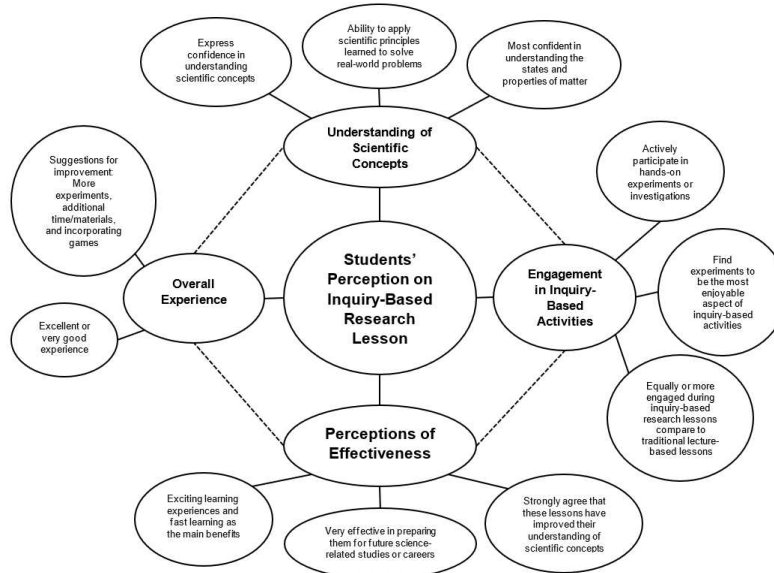 Express
confidence in
understanding
scientific concepts
Ability to apply
scientific principles
learned to solve
real-world problems
Most confident in
understanding the
states and
properties of matter
Understanding of
Scientific
Concepts
Suggestions for
improvement:
More
experiments,
additional
time/materials,
and incorporating
games
Actively
participate in
hands-on
experiments or
investigations
Overall
Experience
Students'
Perception on
Inquiry-Based
Research
Lesson
Engagement
in Inquiry-
Based
Activities
Find
experiments to
be the most
enjoyable
aspect of
inquiry-based
activities
Excellent or
very good
experience
Equally or more
engaged during
inquiry-based
research lessons
compare to
traditional lecture-
based lessons
Perceptions of
Effectiveness
Exciting learning
experiences and
fast learning as
the main benefits
Very effective in preparing
them for future science-
related studies or careers
Strongly agree that
these lessons have
improved their
understanding of
scientific concepts